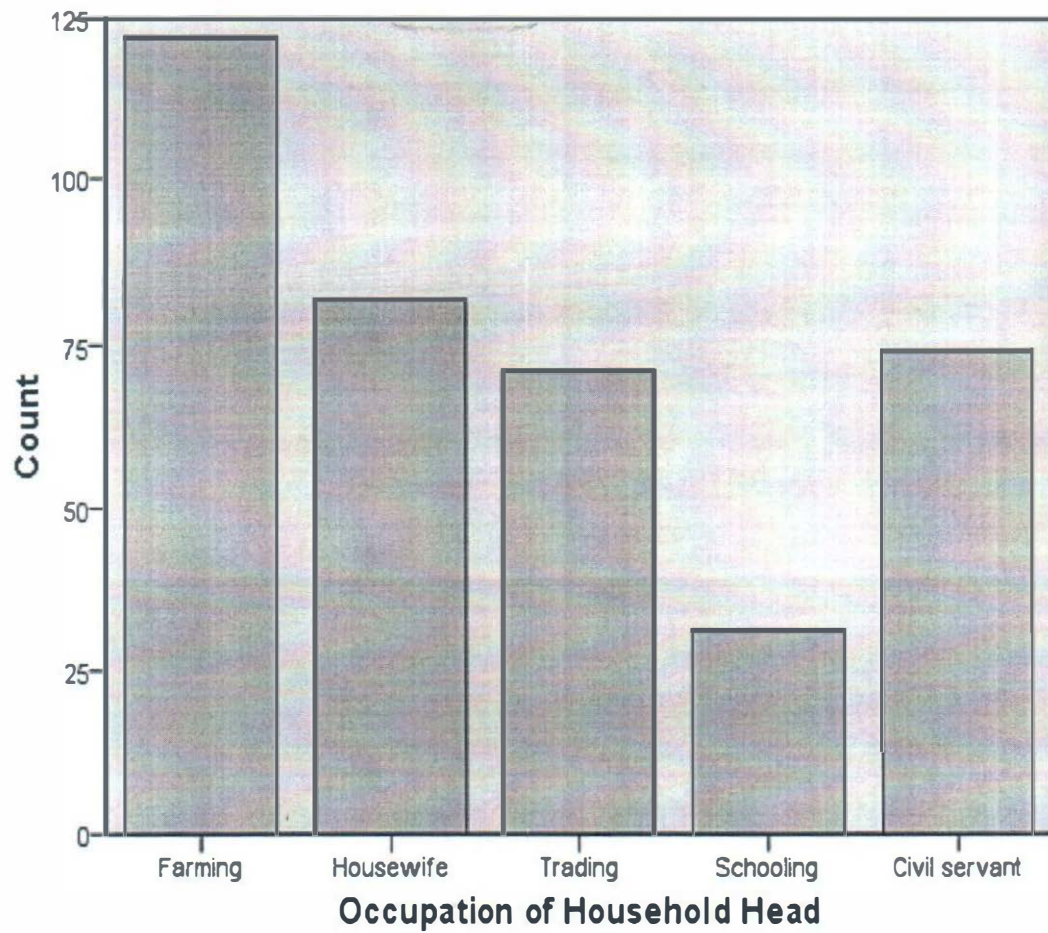 125
100
75
50
25
0
Count
Farming Housewife Trading Schooling Civil servant
Occupation of Household Head